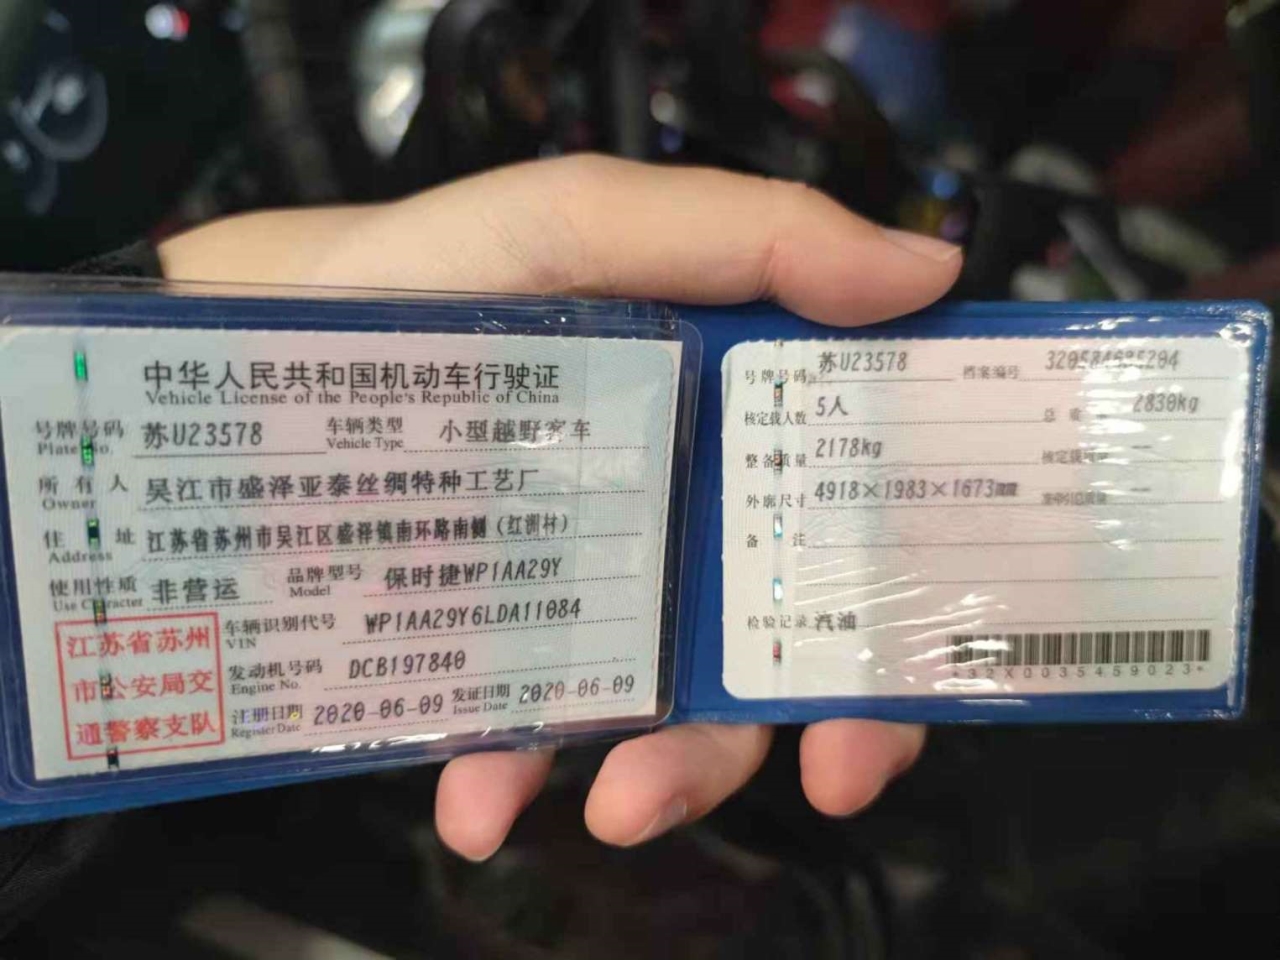 中华人民共和国机动车行驶证
Vehicle License of the People's Republic of China
号牌号码 苏U23578 车辆类型 小型越野客车
Plate No. Vehicle Type
所有人 吴江市盛泽亚泰丝绸特种工艺厂
Owner
住址 江苏省苏州市吴江区盛泽镇南环路南侧(红洲村)
Address
使用性质 非营运 品牌型号 保时捷WP1AA29Y
Use Character Model
江苏省苏州
市公安局交
通警察支队
车辆识别代号 WP1AA29Y6LDA11084
VIN
发动机号码 DCB197840
Engine No.
注册日期 2020-06-09 发证日期 2020-06-09
Register Date Issue Date
号牌号码 苏U23578 档案编号
核定载人数 5人 总质量 2830kg
整备质量 2178kg 核定载质量 --
外廓尺寸 4918×1983×1673mm --
备注
检验记录 汽油
*32X0035459023*